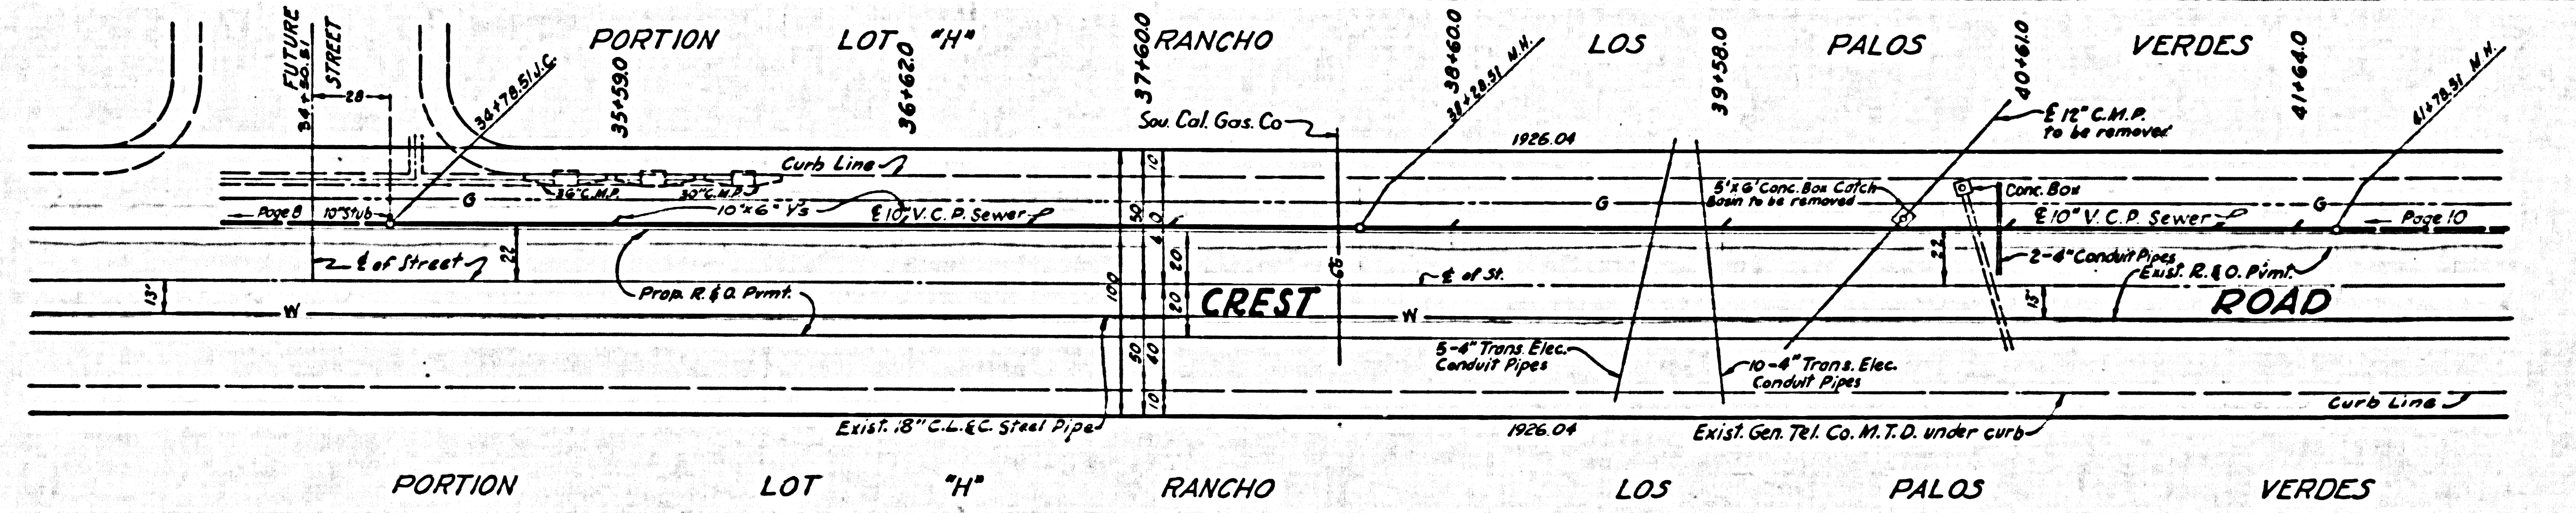 PORTION LOT "H" RANCHO LOS PALOS VERDES
FUTURE STREET
34+50.51
28
34+78.51 J.C.
35+59.0
36+62.0
37+60.0
38+60.0
38+28.51 M.H.
39+58.0
40+61.0
41+64.0
41+78.51 M.H.
Sou. Cal. Gas. Co
1926.04
℄ 12" C.M.P.
to be removed
Curb Line
36" C.M.P.
30" C.M.P.
G
G
G
Page 8
10" Stub
10"x6" Y's
℄ 10" V.C.P. Sewer
5'x6' Conc. Box Catch
Basin to be removed
Conc. Box
℄ 10" V.C.P. Sewer
Page 10
℄ of Street
22
10
50
20
100
20
50
40
10
66
℄ of St.
22
2-4" Conduit Pipes
Exist. R. & O. Pvmt.
13'
Prop. R. & O. Pvmt.
CREST ROAD
W
W
13'
5-4" Trans. Elec.
Conduit Pipes
10-4" Trans. Elec.
Conduit Pipes
Exist. 18" C.L. & C. Steel Pipe
1926.04
Exist. Gen. Tel. Co. M.T.D. under curb
Curb Line
PORTION LOT "H" RANCHO LOS PALOS VERDES